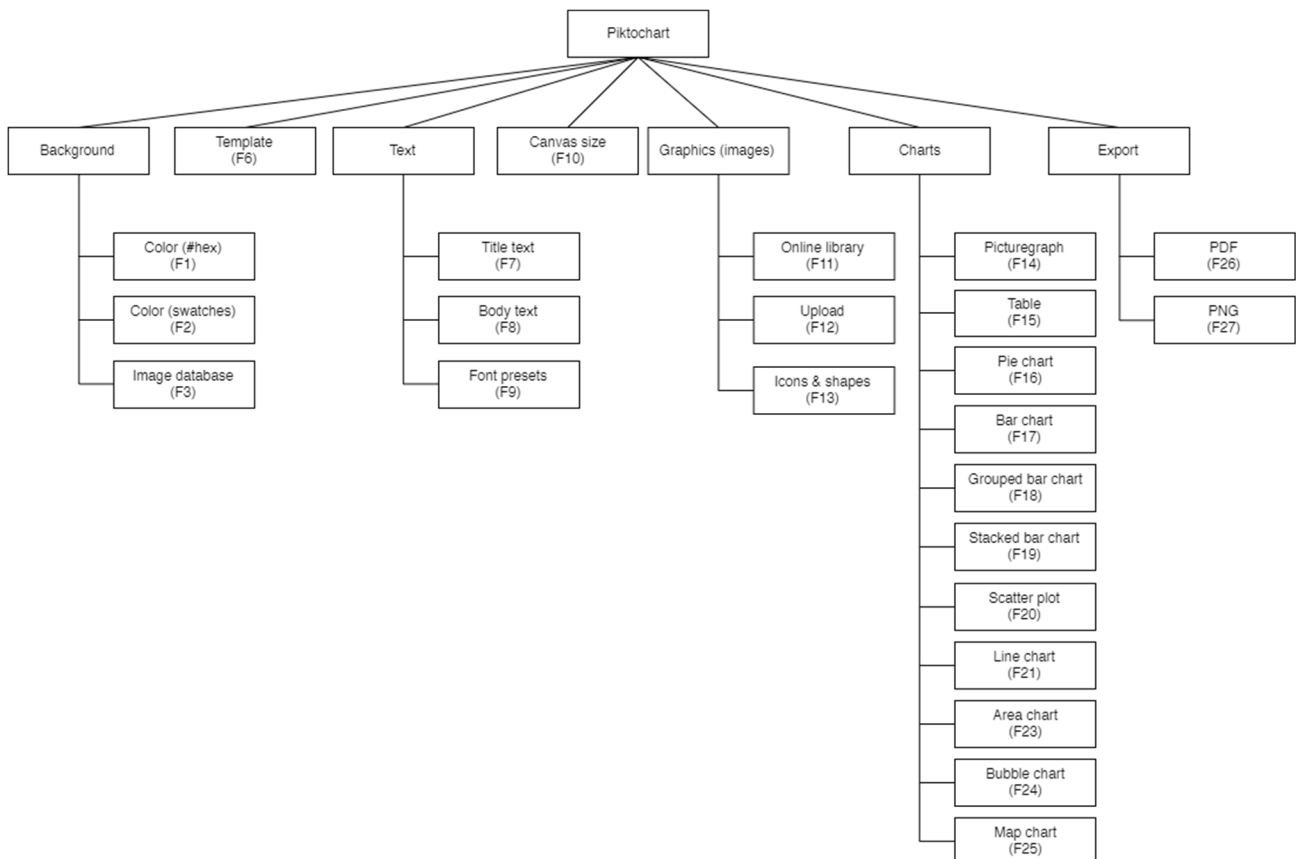 Piktochart
Background
Template
(F6)
Text
Canvas size
(F10)
Graphics (images)
Charts
Export
Color (#hex)
(F1)
Color (swatches)
(F2)
Image database
(F3)
Title text
(F7)
Body text
(F8)
Font presets
(F9)
Online library
(F11)
Upload
(F12)
Icons & shapes
(F13)
Picturegraph
(F14)
Table
(F15)
Pie chart
(F16)
Bar chart
(F17)
Grouped bar chart
(F18)
Stacked bar chart
(F19)
Scatter plot
(F20)
Line chart
(F21)
Area chart
(F23)
Bubble chart
(F24)
Map chart
(F25)
PDF
(F26)
PNG
(F27)